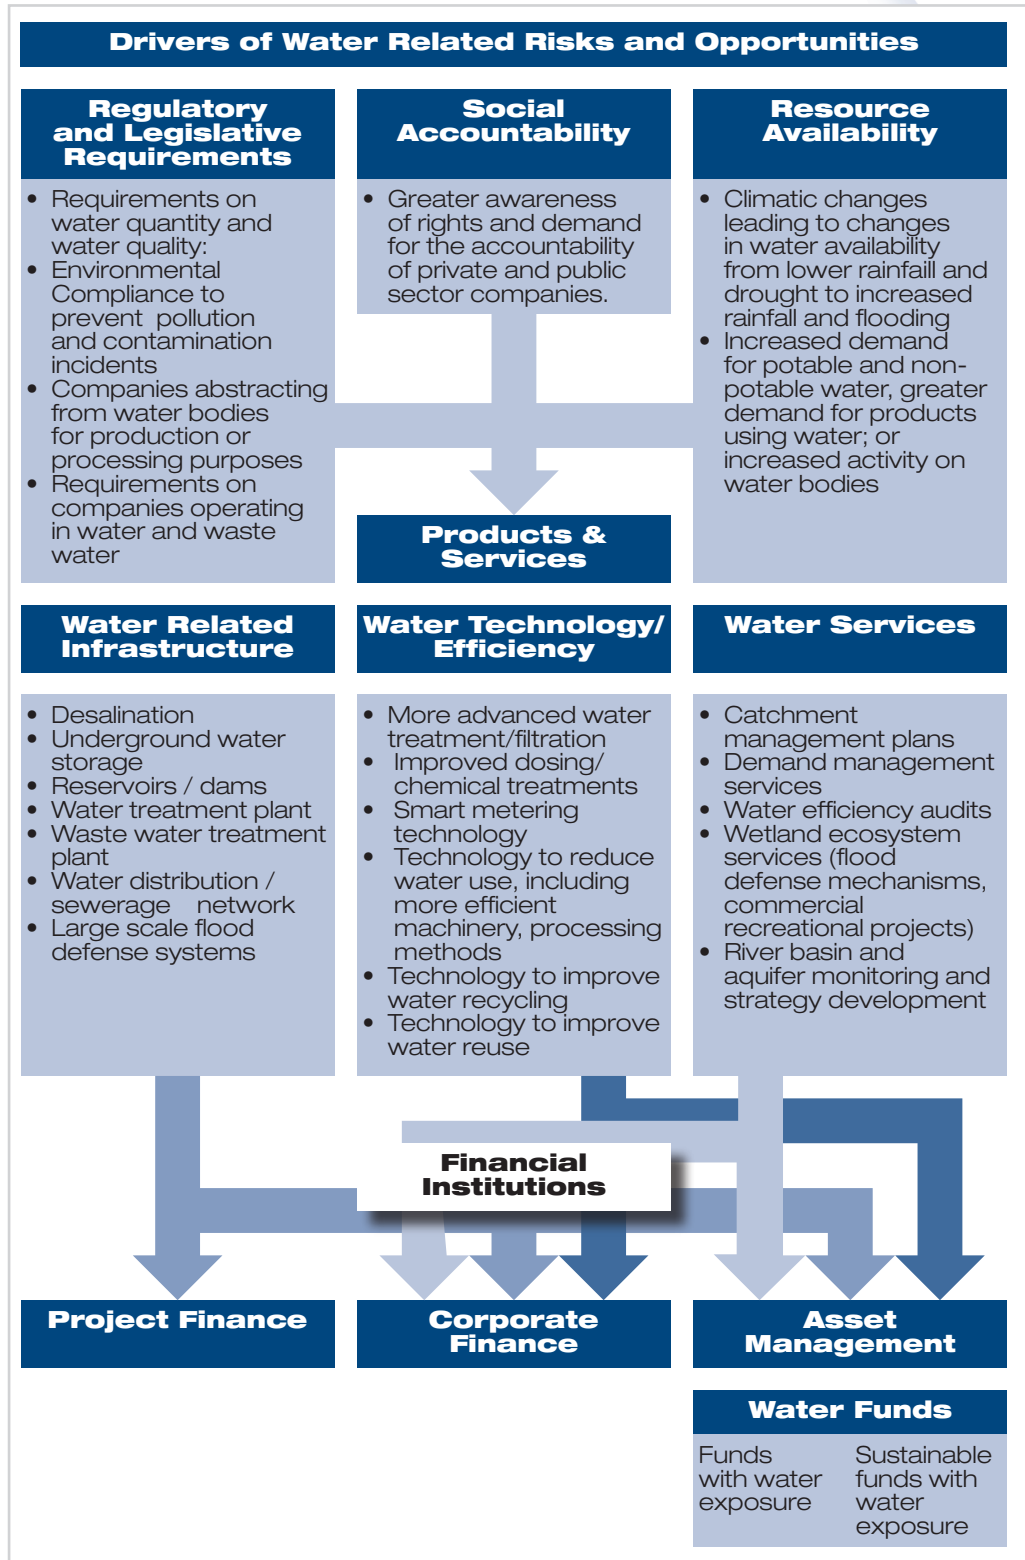 Drivers of Water Related Risks and Opportunities
Regulatory
and Legislative
Requirements
• Requirements on
water quantity and
water quality:
• Environmental
Compliance to
prevent pollution
and contamination
incidents
• Companies abstracting
from water bodies
for production or
processing purposes
• Requirements on
companies operating
in water and waste
water
Social
Accountability
• Greater awareness
of rights and demand
for the accountability
of private and public
sector companies.
Resource
Availability
• Climatic changes
leading to changes
in water availability
from lower rainfaill and
drought to increased
rainfall and flooding
• Increased demand
for potable and non-
potable water, greater
demand for products
using water; or
increased activity on
water bodies
Products &
Services
Water Related
Infrastructure
• Desalination
• Underground water
storage
• Reservoirs / dams
• Water treatment plant
• Waste water treatment
plant
• Water distribution /
sewerage network
• Large scale flood
defense systems
Water Technology/
Efficiency
• More advanced water
treatment/filtration
• Improved dosing/
chemical treatments
• Smart metering
technology
• Technology to reduce
water use, including
more efficient
machinery, processing
methods
• Technology to improve
water recycling
• Technology to improve
water reuse
Water Services
• Catchment
management plans
• Demand management
services
• Water efficiency audits
• Wetland ecosystem
services (flood
defense mechanisms,
commercial
recreational projects)
• River basin and
aquifer monitoring and
strategy development
Financial
Institutions
Project Finance
Corporate
Finance
Asset
Management
Water Funds
Funds
with water
exposure
Sustainable
funds with
water
exposure